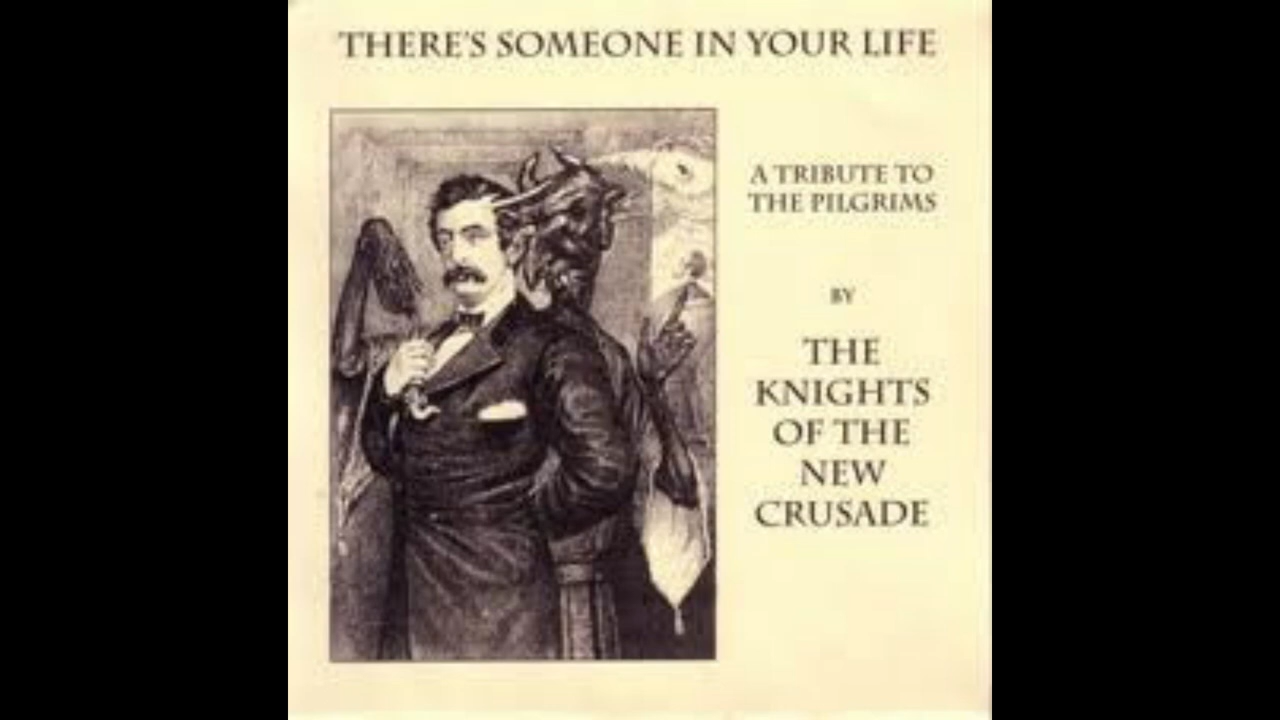 THERE'S SOMEONE IN YOUR LIFE
A TRIBUTE TO
THE PILGRIMS
BY
THE
KNIGHTS
OF THE
NEW
CRUSADE